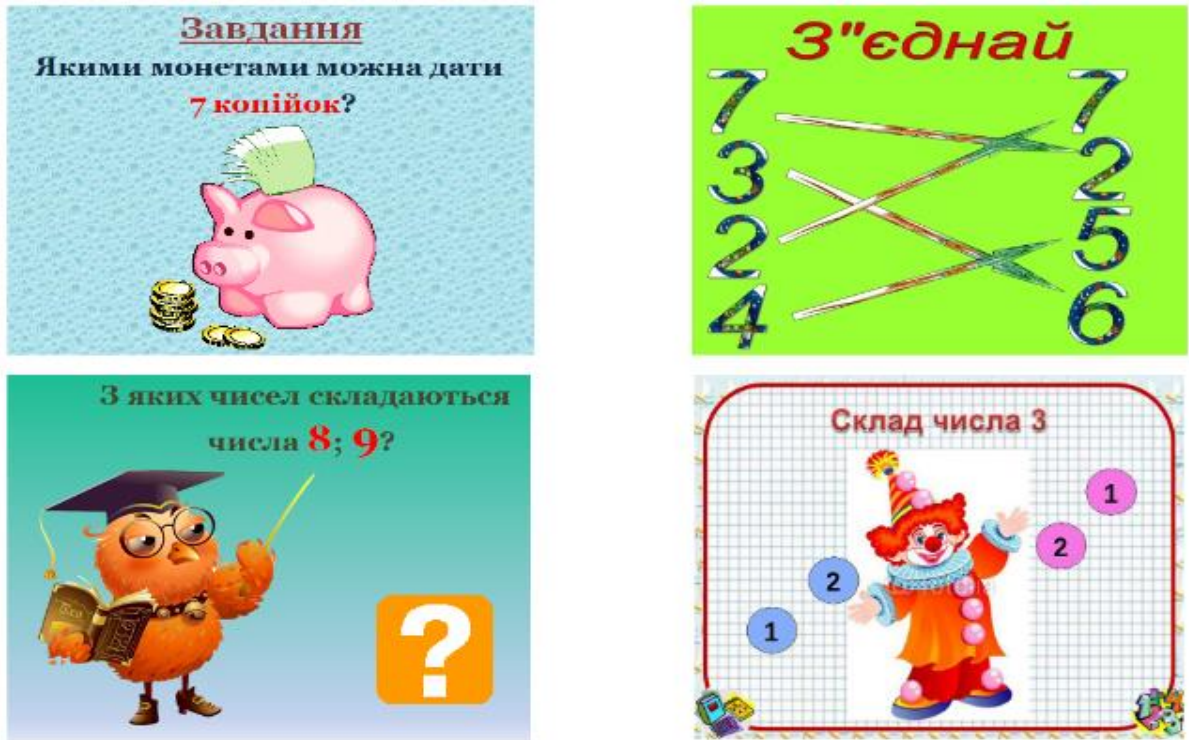 Завдання
Якими монетами можна дати
7 копійок?
З"єднай
7 7
3 2
2 5
4 6
З яких чисел складаються
числа 8; 9?
?
Склад числа 3
1
2
2
1